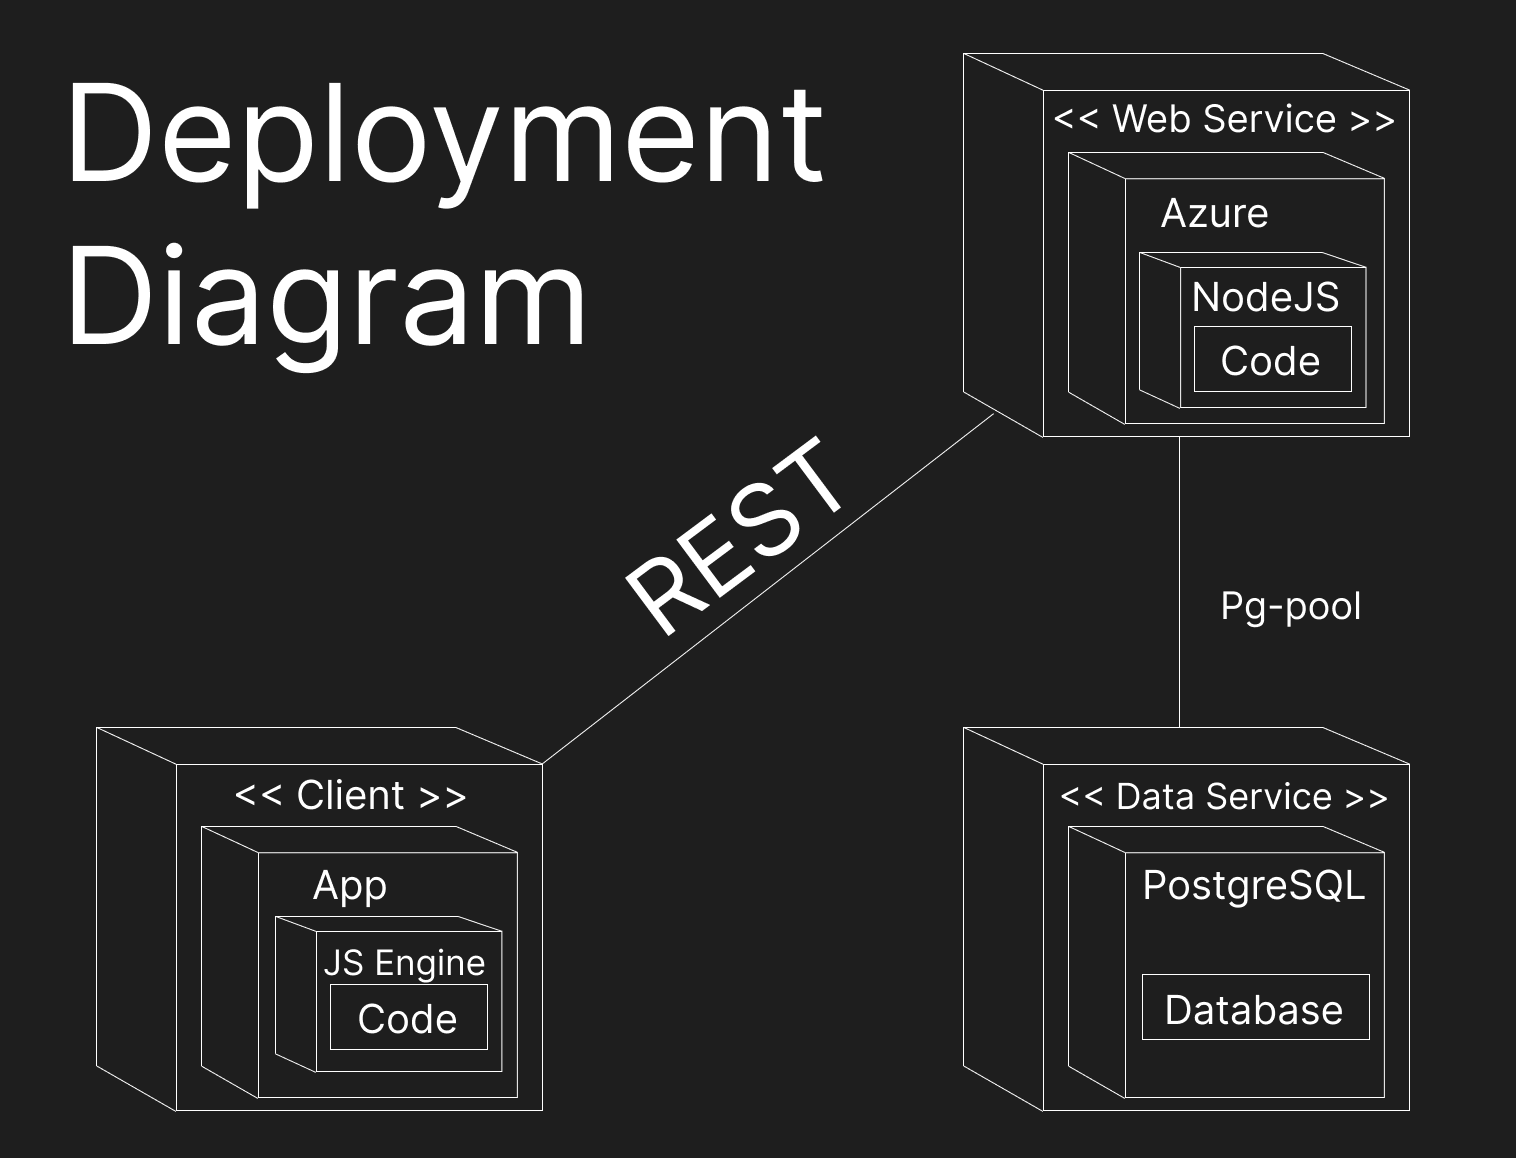 Deployment
Diagram
<< Web Service >>
Azure
NodeJS
Code
REST
Pg-pool
<< Client >>
App
JS Engine
Code
<< Data Service >>
PostgreSQL
Database